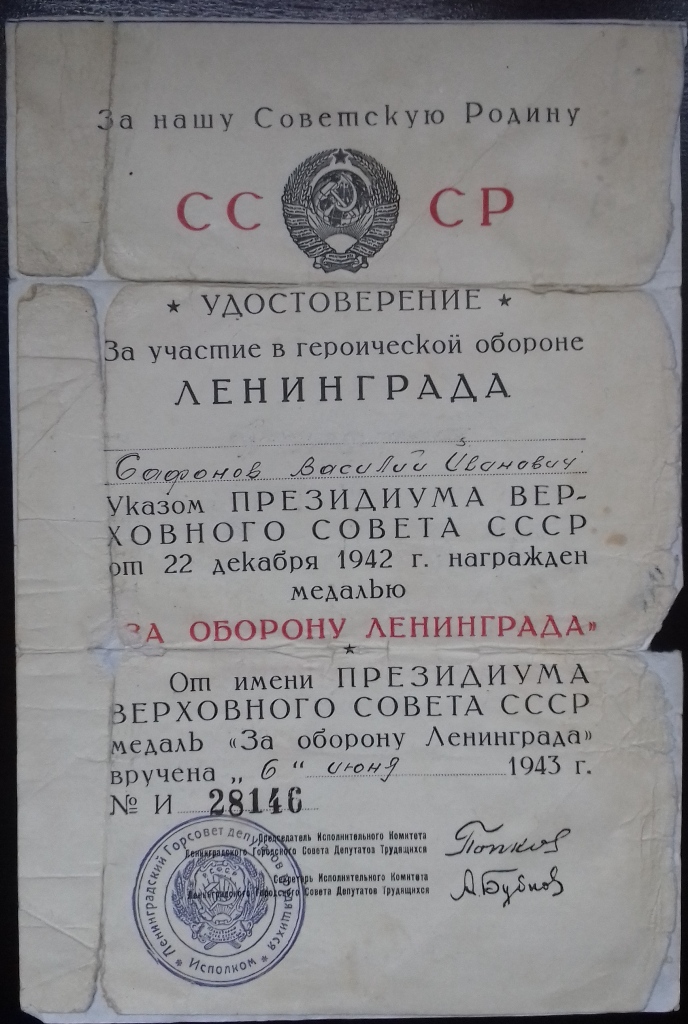 За нашу Советскую Родину
СС СР
★ УДОСТОВЕРЕНИЕ ★
За участие в героической обороне
ЛЕНИНГРАДА
Сафонов Василий Иванович
Указом ПРЕЗИДИУМА ВЕР-
ХОВНОГО СОВЕТА СССР
от 22 декабря 1942 г. награжден
медалью
«ЗА ОБОРОНУ ЛЕНИНГРАДА»
★
От имени ПРЕЗИДИУМА
ВЕРХОВНОГО СОВЕТА СССР
медаль «За оборону Ленинграда»
вручена „6" июня 1943 г.
№ И 28146
Председатель Исполнительного Комитета
Ленинградского Городского Совета Депутатов Трудящихся
Попков
Секретарь Исполнительного Комитета
Ленинградского Городского Совета Депутатов Трудящихся
А Бубнов
Ленинградский Горсовет депутатов трудящихся
★ Исполком ★